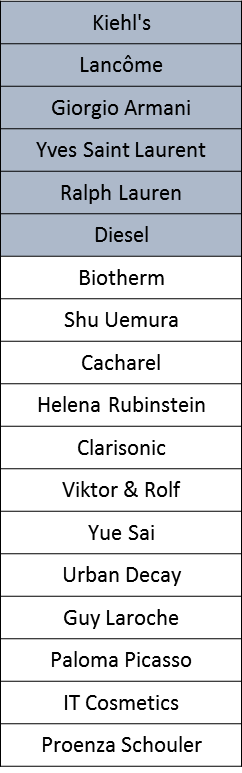 Kiehl's
Lancôme
Giorgio Armani
Yves Saint Laurent
Ralph Lauren
Diesel
Biotherm
Shu Uemura
Cacharel
Helena Rubinstein
Clarisonic
Viktor & Rolf
Yue Sai
Urban Decay
Guy Laroche
Paloma Picasso
IT Cosmetics
Proenza Schouler